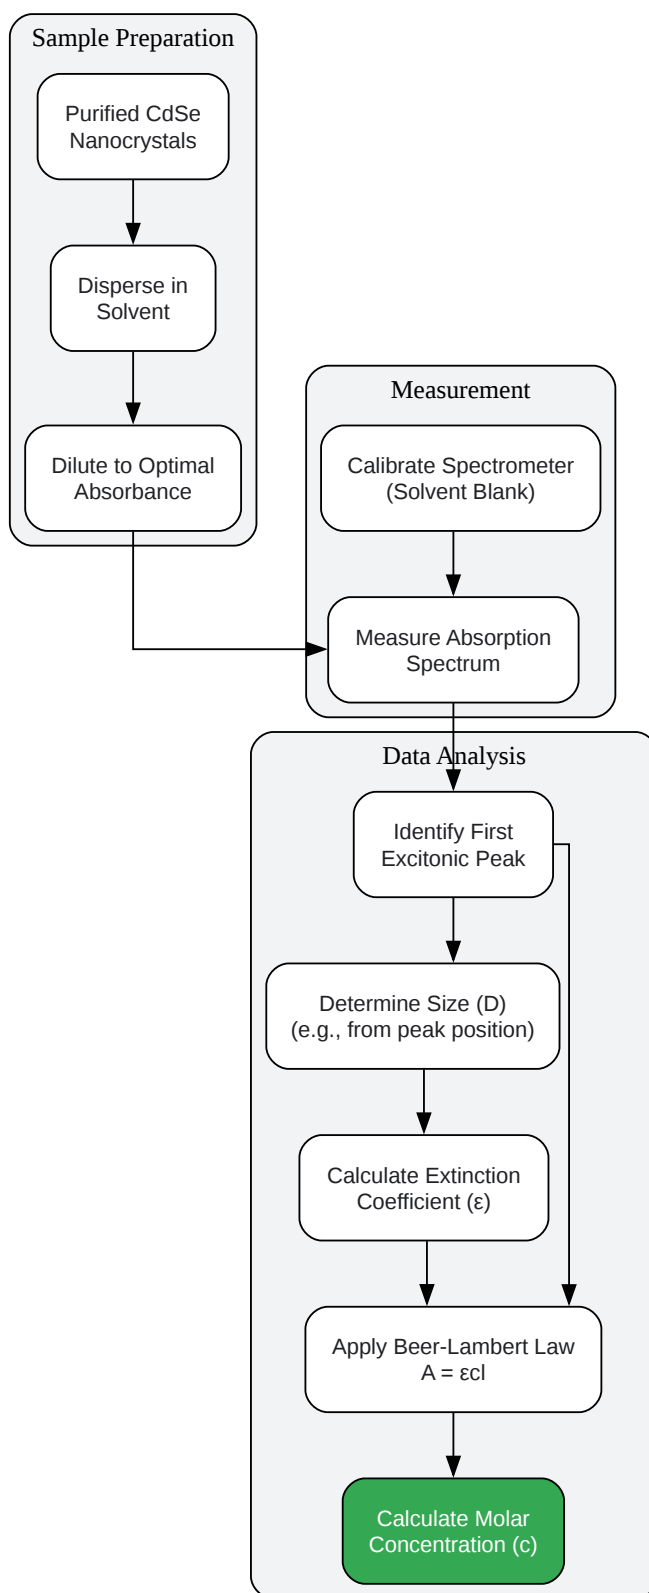 Sample Preparation
Purified CdSe
Nanocrystals
Disperse in
Solvent
Dilute to Optimal
Absorbance
Measurement
Calibrate Spectrometer
(Solvent Blank)
Measure Absorption
Spectrum
Data Analysis
Identify First
Excitonic Peak
Determine Size (D)
(e.g., from peak position)
Calculate Extinction
Coefficient (ε)
Apply Beer-Lambert Law
A = εcl
Calculate Molar
Concentration (c)